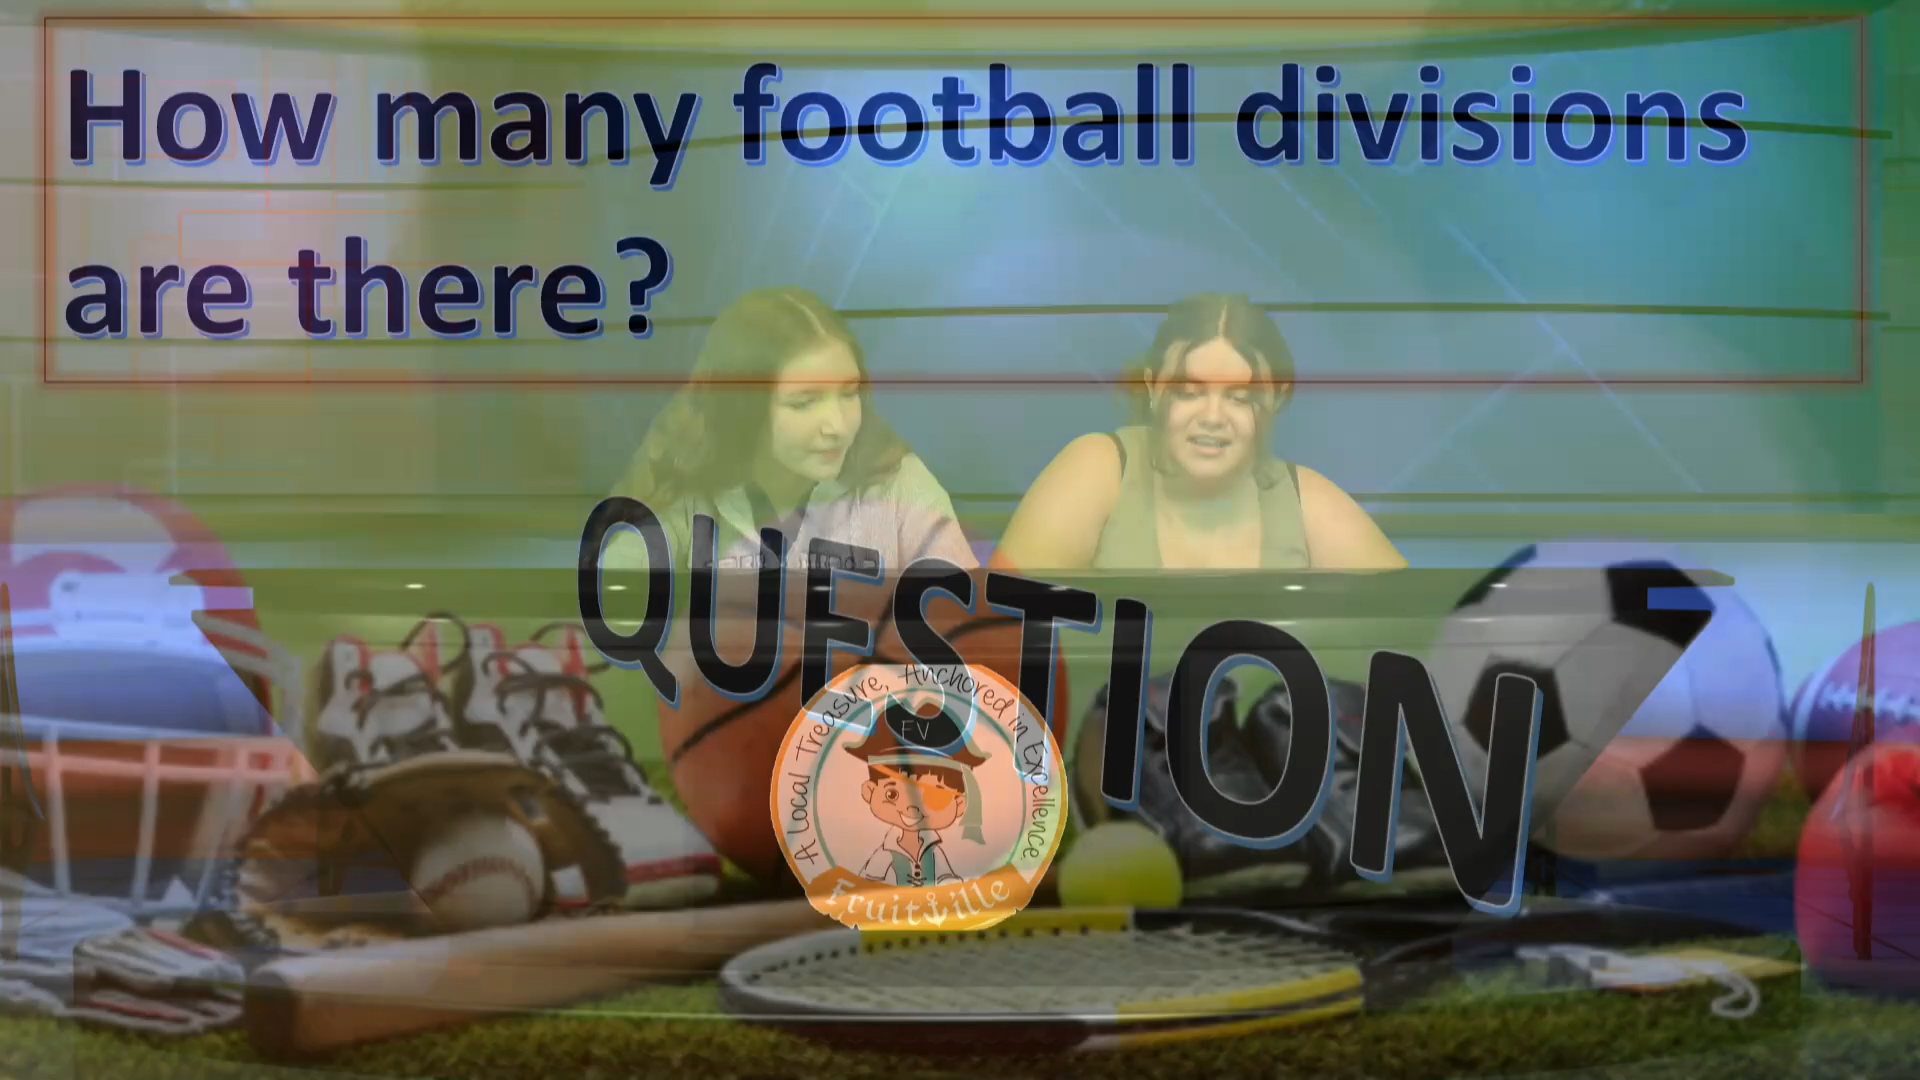 How many football divisions
are there?
QUESTION
A local Treasure, Anchored in Excellence
FV
Fruitville